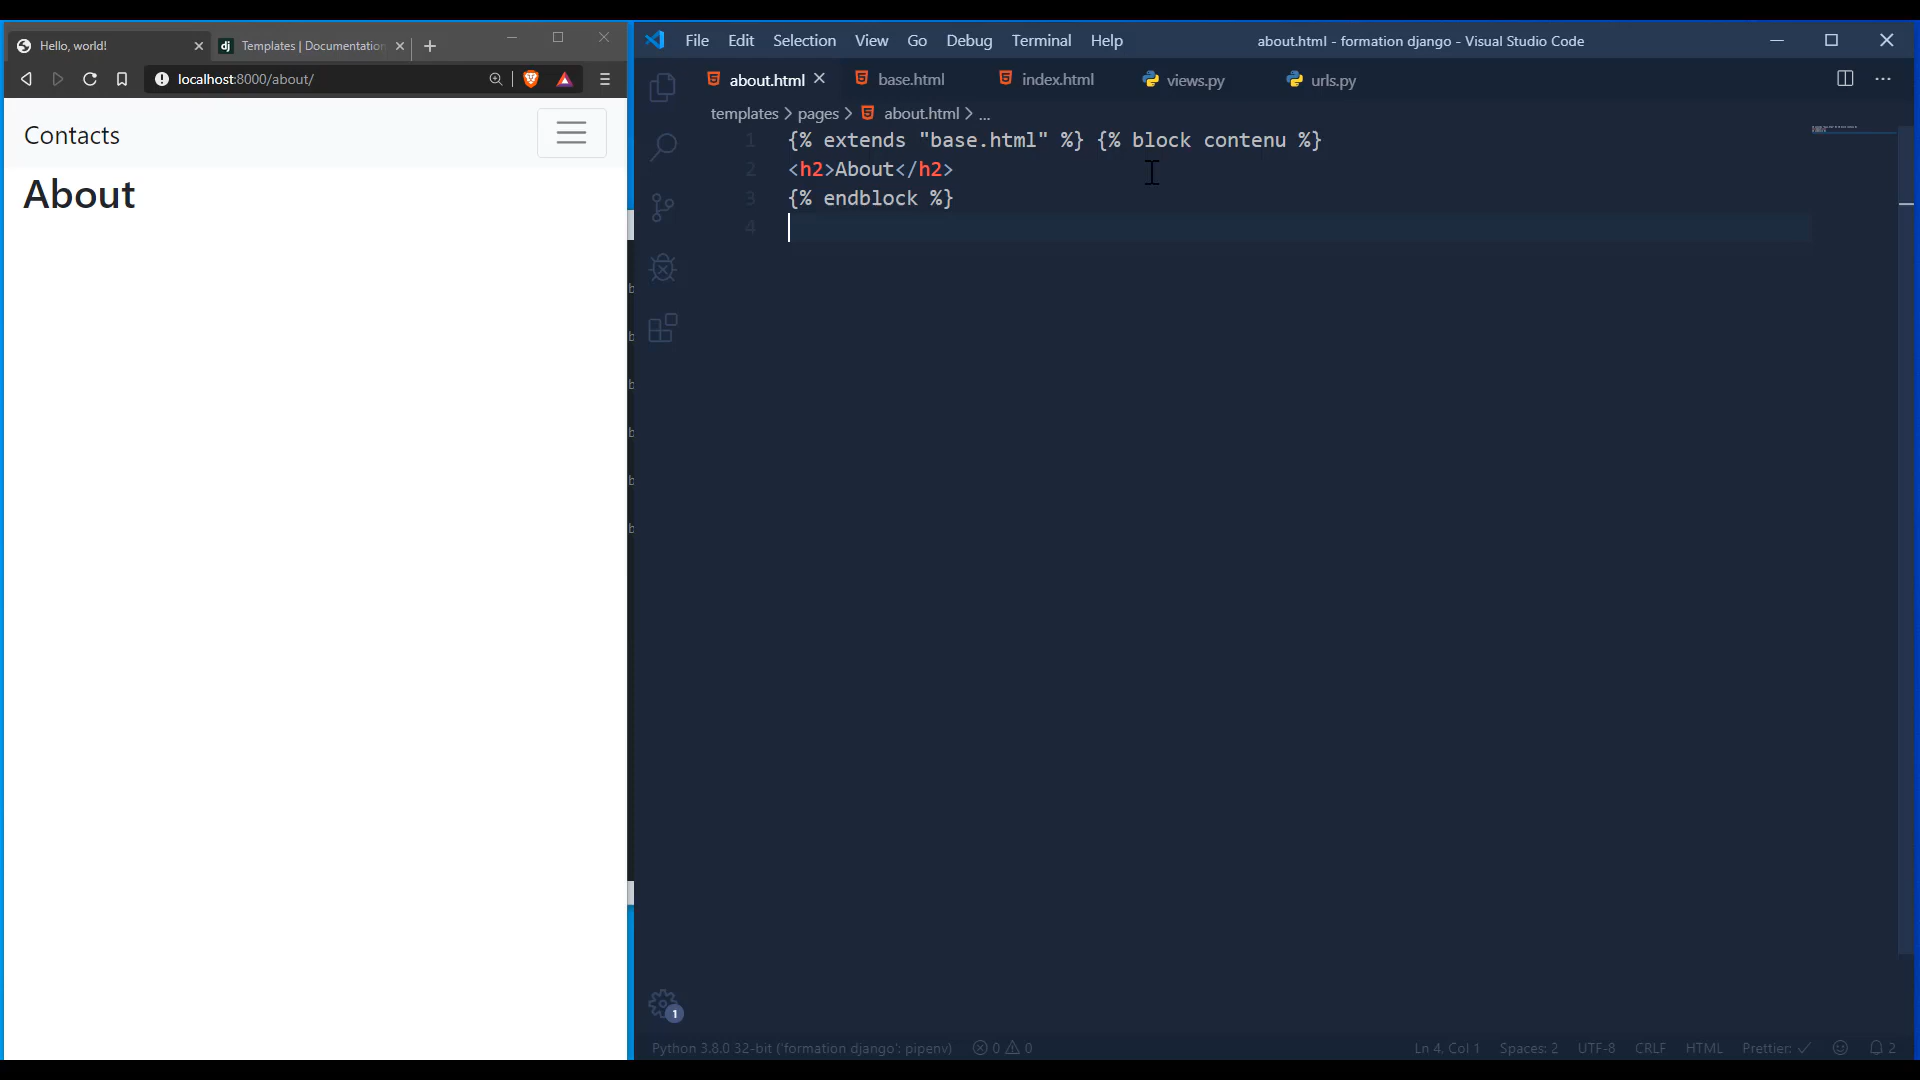 Hello, world!
dj Templates | Documentation
localhost:8000/about/
Contacts
About
File Edit Selection View Go Debug Terminal Help
about.html - formation django - Visual Studio Code
about.html base.html index.html views.py urls.py
templates > pages > about.html > ...
1 {% extends "base.html" %} {% block contenu %}
2 <h2>About</h2>
3 {% endblock %}
4
b
b
b
b
b
b
1
Python 3.8.0 32-bit ('formation django': pipenv) 0 0
Ln 4, Col 1 Spaces: 2 UTF-8 CRLF HTML Prettier: ✓ 2